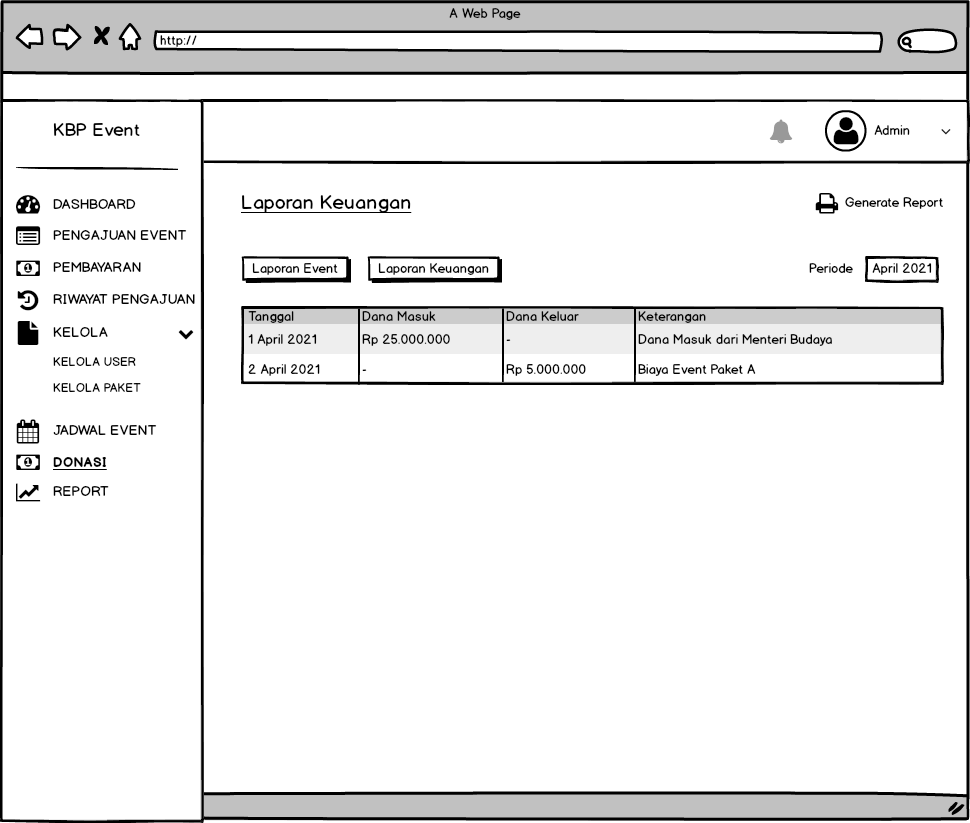 A Web Page
http://
KBP Event
Admin
DASHBOARD
PENGAJUAN EVENT
PEMBAYARAN
RIWAYAT PENGAJUAN
KELOLA
KELOLA USER
KELOLA PAKET
JADWAL EVENT
DONASI
REPORT
Laporan Keuangan
Generate Report
Laporan Event
Laporan Keuangan
Periode
April 2021
Tanggal Dana Masuk Dana Keluar Keterangan
1 April 2021 Rp 25.000.000 - Dana Masuk dari Menteri Budaya
2 April 2021 - Rp 5.000.000 Biaya Event Paket A